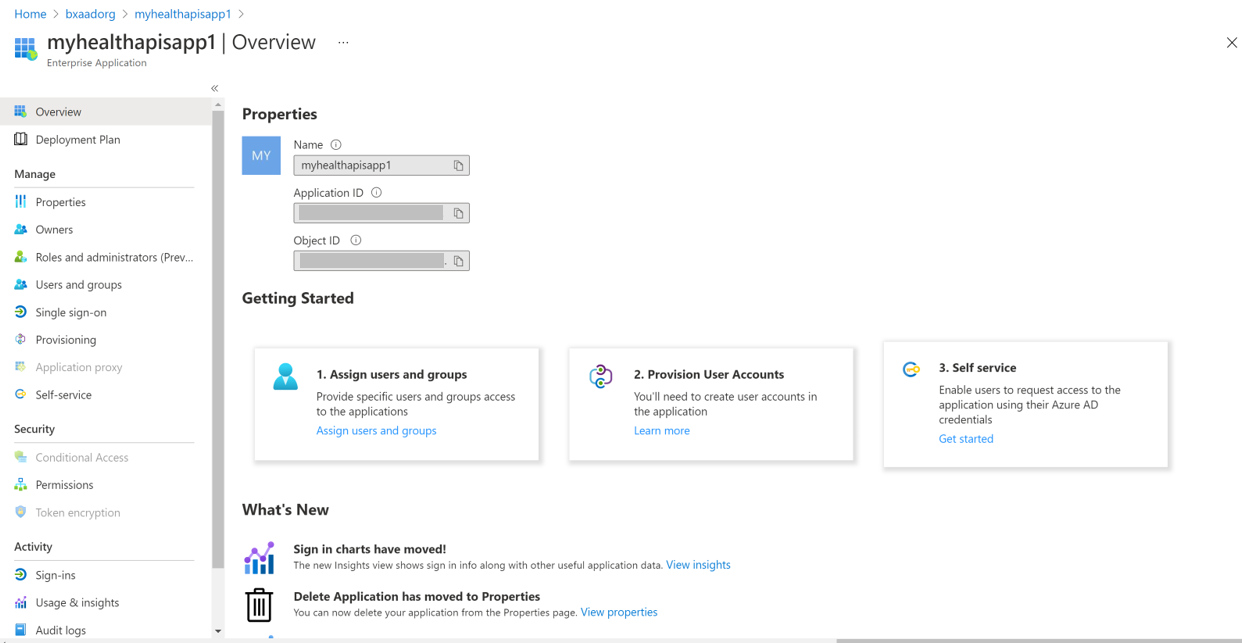 Home > bxaadorg > myhealthapisapp1 >
myhealthapisapp1 | Overview ...
Enterprise Application
«
Overview
Deployment Plan
Manage
Properties
Owners
Roles and administrators (Prev...
Users and groups
Single sign-on
Provisioning
Application proxy
Self-service
Security
Conditional Access
Permissions
Token encryption
Activity
Sign-ins
Usage & insights
Audit logs
Properties
MY
Name
myhealthapisapp1
Application ID
Object ID
Getting Started
1. Assign users and groups
Provide specific users and groups access
to the applications
Assign users and groups
2. Provision User Accounts
You'll need to create user accounts in
the application
Learn more
3. Self service
Enable users to request access to the
application using their Azure AD
credentials
Get started
What's New
Sign in charts have moved!
The new Insights view shows sign in info along with other useful application data. View insights
Delete Application has moved to Properties
You can now delete your application from the Properties page. View properties